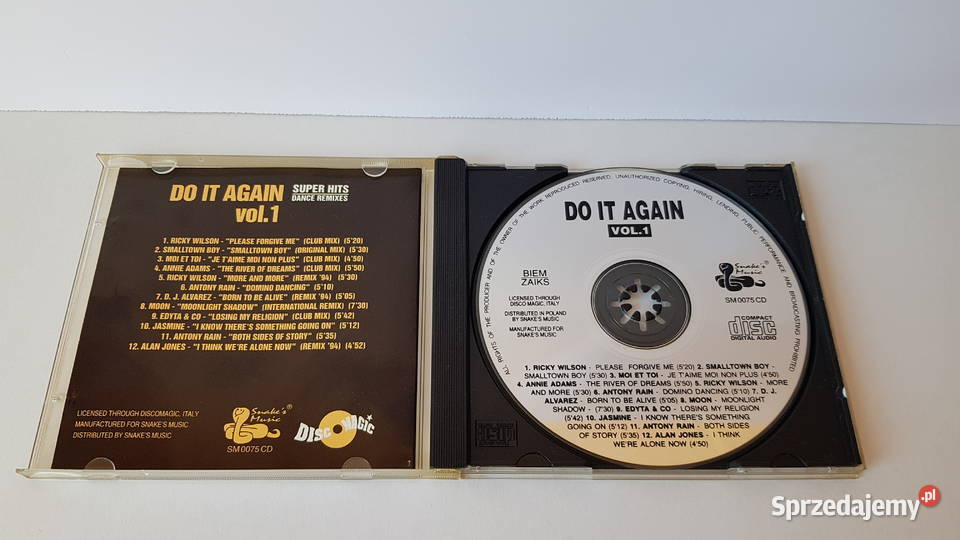 DO IT AGAIN SUPER HITS
DANCE REMIXES
vol.1
1. RICKY WILSON - "PLEASE FORGIVE ME" (CLUB MIX) (5'20)
2. SMALLTOWN BOY - "SMALLTOWN BOY" (ORIGINAL MIX) (5'30)
3. MOI ET TOI - "JE T'AIME MOI NON PLUS" (CLUB MIX) (4'50)
4. ANNIE ADAMS - "THE RIVER OF DREAMS" (CLUB MIX) (5'50)
5. RICKY WILSON - "MORE AND MORE" (REMIX '94) (5'30)
6. ANTONY RAIN - "DOMINO DANCING" (5'10)
7. D. J. ALVAREZ - "BORN TO BE ALIVE" (REMIX '94) (5'05)
8. MOON - "MOONLIGHT SHADOW" (INTERNATIONAL REMIX) (7'30)
9. EDYTA & CO - "LOSING MY RELIGION" (CLUB MIX) (5'42)
10. JASMINE - "I KNOW THERE'S SOMETHING GOING ON" (5'12)
11. ANTONY RAIN - "BOTH SIDES OF STORY" (5'35)
12. ALAN JONES - "I THINK WE'RE ALONE NOW" (REMIX '94) (4'52)
LICENSED THROUGH DISCOMAGIC, ITALY
MANUFACTURED FOR SNAKE'S MUSIC
DISTRIBUTED BY SNAKE'S MUSIC
Snake's
Music
SM 0075 CD
DISCOMAGIC
ALL RIGHTS OF THE PRODUCER AND OF THE OWNER OF THE WORK REPRODUCED RESERVED. UNAUTHORIZED COPYING, HIRING, LENDING, PUBLIC PERFORMANCE AND BROADCASTING PROHIBITED
DO IT AGAIN
VOL.1
BIEM
ZAIKS
LICENSED THROUGH
DISCO MAGIC, ITALY
DISTRIBUTED IN POLAND
BY SNAKE'S MUSIC
MANUFACTURED FOR
SNAKE'S MUSIC
Snake's
Music
SM 0075 CD
COMPACT
disc
DIGITAL AUDIO
1. RICKY WILSON - PLEASE FORGIVE ME (5'20) 2. SMALLTOWN BOY -
SMALLTOWN BOY (5'30) 3. MOI ET TOI - JE T'AIME MOI NON PLUS (4'50)
4. ANNIE ADAMS - THE RIVER OF DREAMS (5'50) 5. RICKY WILSON - MORE
AND MORE (5'30) 6. ANTONY RAIN - DOMINO DANCING (5'10) 7. D. J.
ALVAREZ - BORN TO BE ALIVE (5'05) 8. MOON - MOONLIGHT
SHADOW - (7'30) 9. EDYTA & CO - LOSING MY RELIGION
(5'42) 10. JASMINE - I KNOW THERE'S SOMETHING
GOING ON (5'12) 11. ANTONY RAIN - BOTH SIDES
OF STORY (5'35) 12. ALAN JONES - I THINK
WE'RE ALONE NOW (4'50)
Sprzedajemy.pl